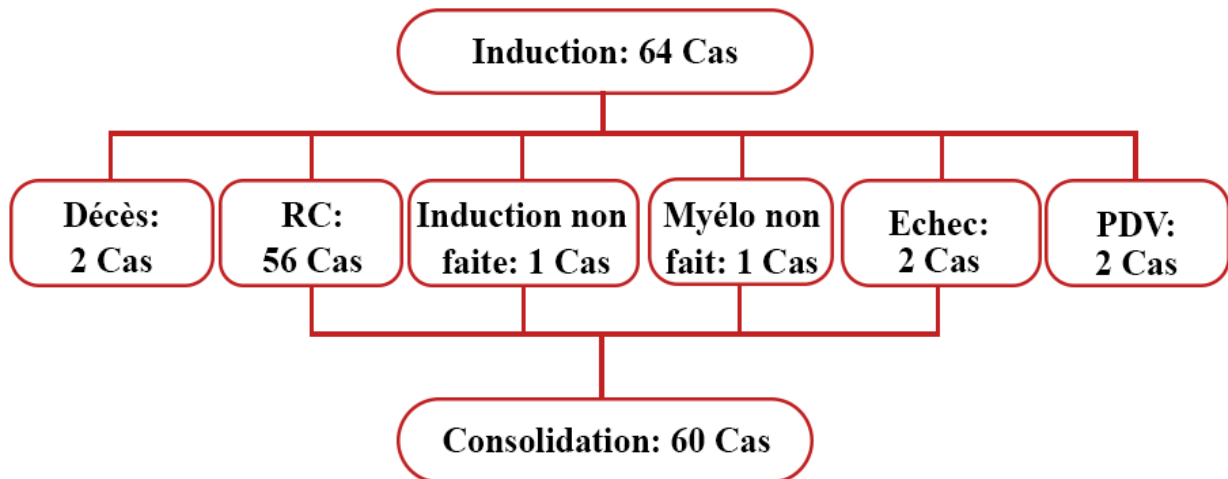 Induction: 64 Cas
Décès:
2 Cas
RC:
56 Cas
Induction non
faite: 1 Cas
Myélo non
fait: 1 Cas
Echec:
2 Cas
PDV:
2 Cas
Consolidation: 60 Cas